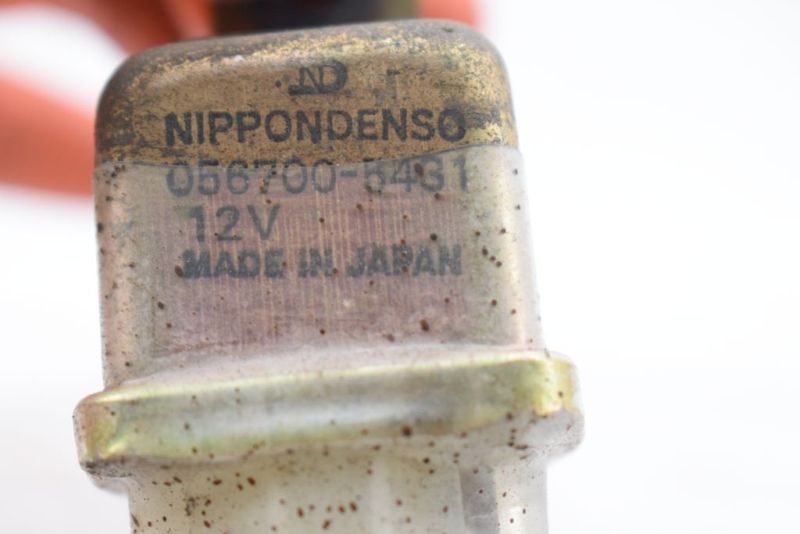 ND
NIPPONDENSO
056700-5431
12V
MADE IN JAPAN